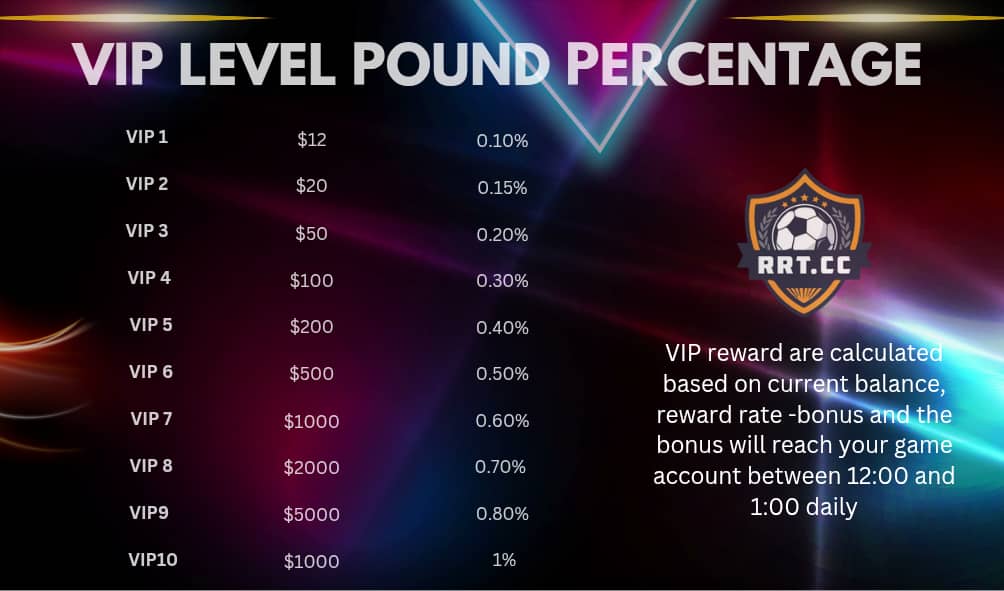 VIP LEVEL POUND PERCENTAGE
VIP 1 $12 0.10%
VIP 2 $20 0.15%
VIP 3 $50 0.20%
VIP 4 $100 0.30%
VIP 5 $200 0.40%
VIP 6 $500 0.50%
VIP 7 $1000 0.60%
VIP 8 $2000 0.70%
VIP9 $5000 0.80%
VIP10 $1000 1%
RRT.CC
VIP reward are calculated
based on current balance,
reward rate -bonus and the
bonus will reach your game
account between 12:00 and
1:00 daily